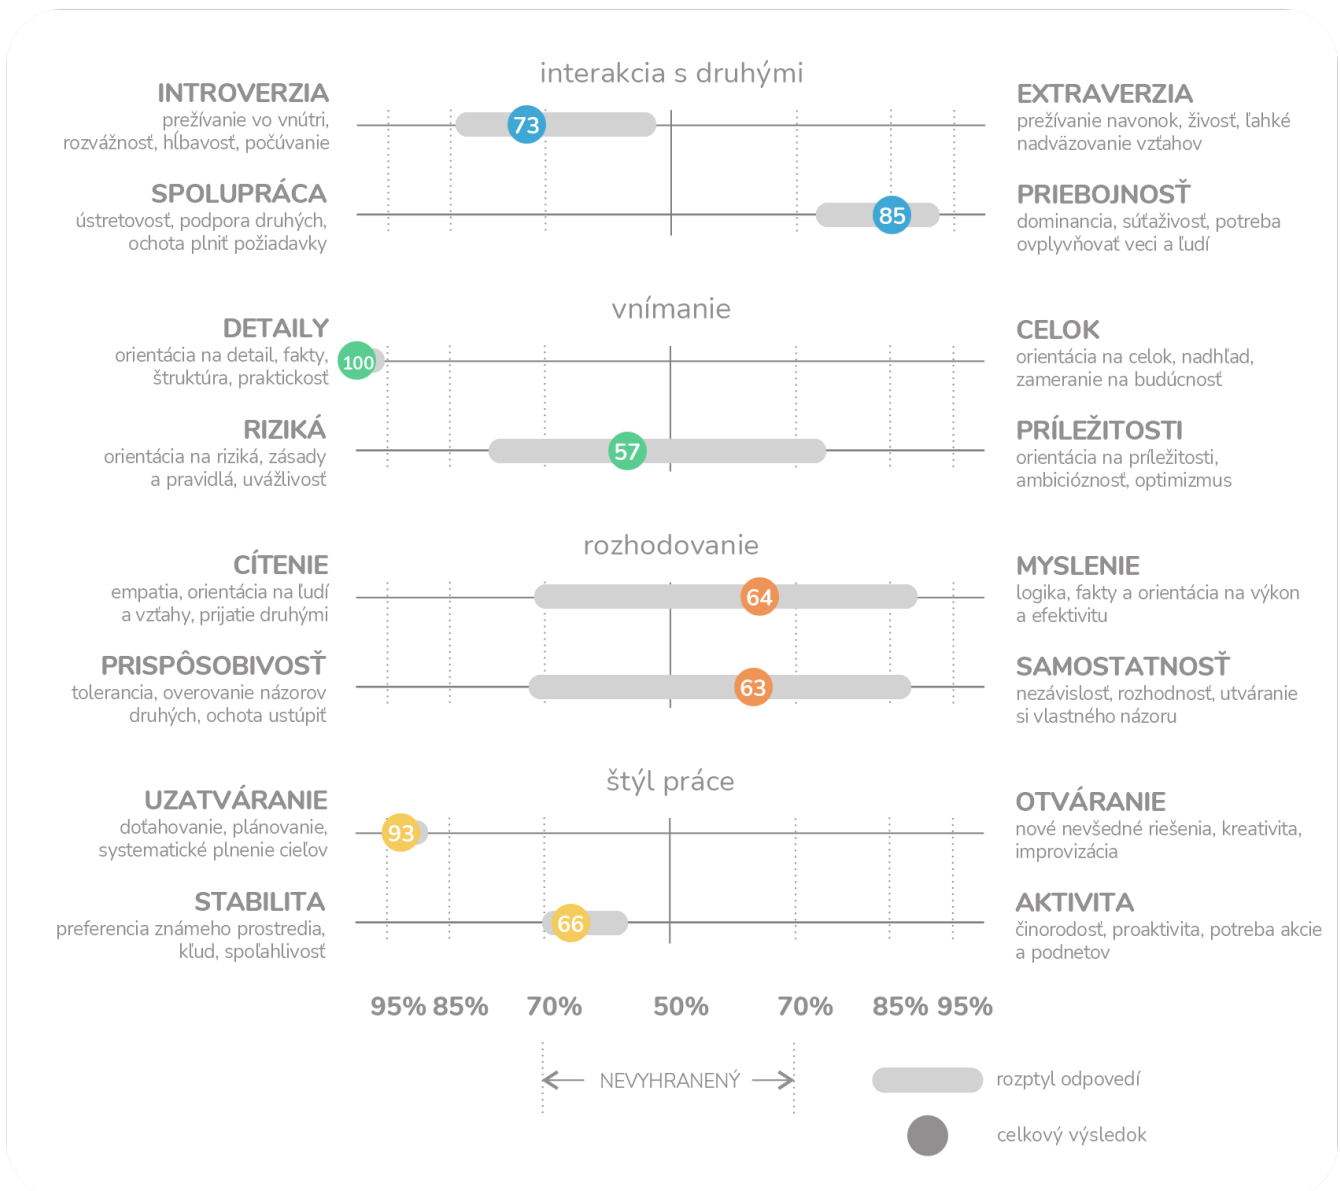 interakcia s druhými
INTROVERZIA
prežívanie vo vnútri,
rozvážnosť, hĺbavosť, počúvanie
73
EXTRAVERZIA
prežívanie navonok, živosť, ľahké
nadväzovanie vzťahov
SPOLUPRÁCA
ústretovosť, podpora druhých,
ochota plniť požiadavky
85
PRIEBOJNOSŤ
dominancia, súťaživosť, potreba
ovplyvňovať veci a ľudí
vnímanie
DETAILY
orientácia na detail, fakty,
štruktúra, praktickosť
100
CELOK
orientácia na celok, nadhľad,
zameranie na budúcnosť
RIZIKÁ
orientácia na riziká, zásady
a pravidlá, uvážlivosť
57
PRÍLEŽITOSTI
orientácia na príležitosti,
ambicióznosť, optimizmus
rozhodovanie
CÍTENIE
empatia, orientácia na ľudí
a vzťahy, prijatie druhými
64
MYSLENIE
logika, fakty a orientácia na výkon
a efektivitu
PRISPÔSOBIVOSŤ
tolerancia, overovanie názorov
druhých, ochota ustúpiť
63
SAMOSTATNOSŤ
nezávislosť, rozhodnosť, utváranie
si vlastného názoru
štýl práce
UZATVÁRANIE
doťahovanie, plánovanie,
systematické plnenie cieľov
93
OTVÁRANIE
nové nevšedné riešenia, kreativita,
improvizácia
STABILITA
preferencia známeho prostredia,
kľud, spoľahlivosť
66
AKTIVITA
činorodosť, proaktivita, potreba akcie
a podnetov
95% 85% 70% 50% 70% 85% 95%
NEVYHRANENÝ
rozptyl odpovedí
celkový výsledok